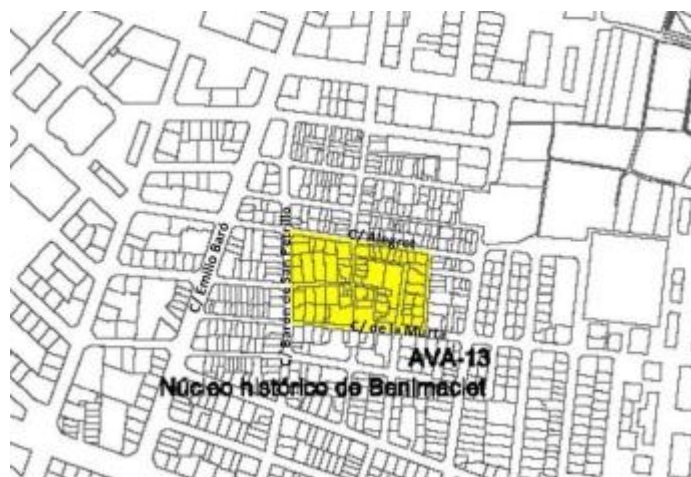 C/ Alegret
C/ Emilio Baró
C/ Barón de San Petrillo
C/ de la Murta
AVA-13
Núcleo histórico de Benimaclet